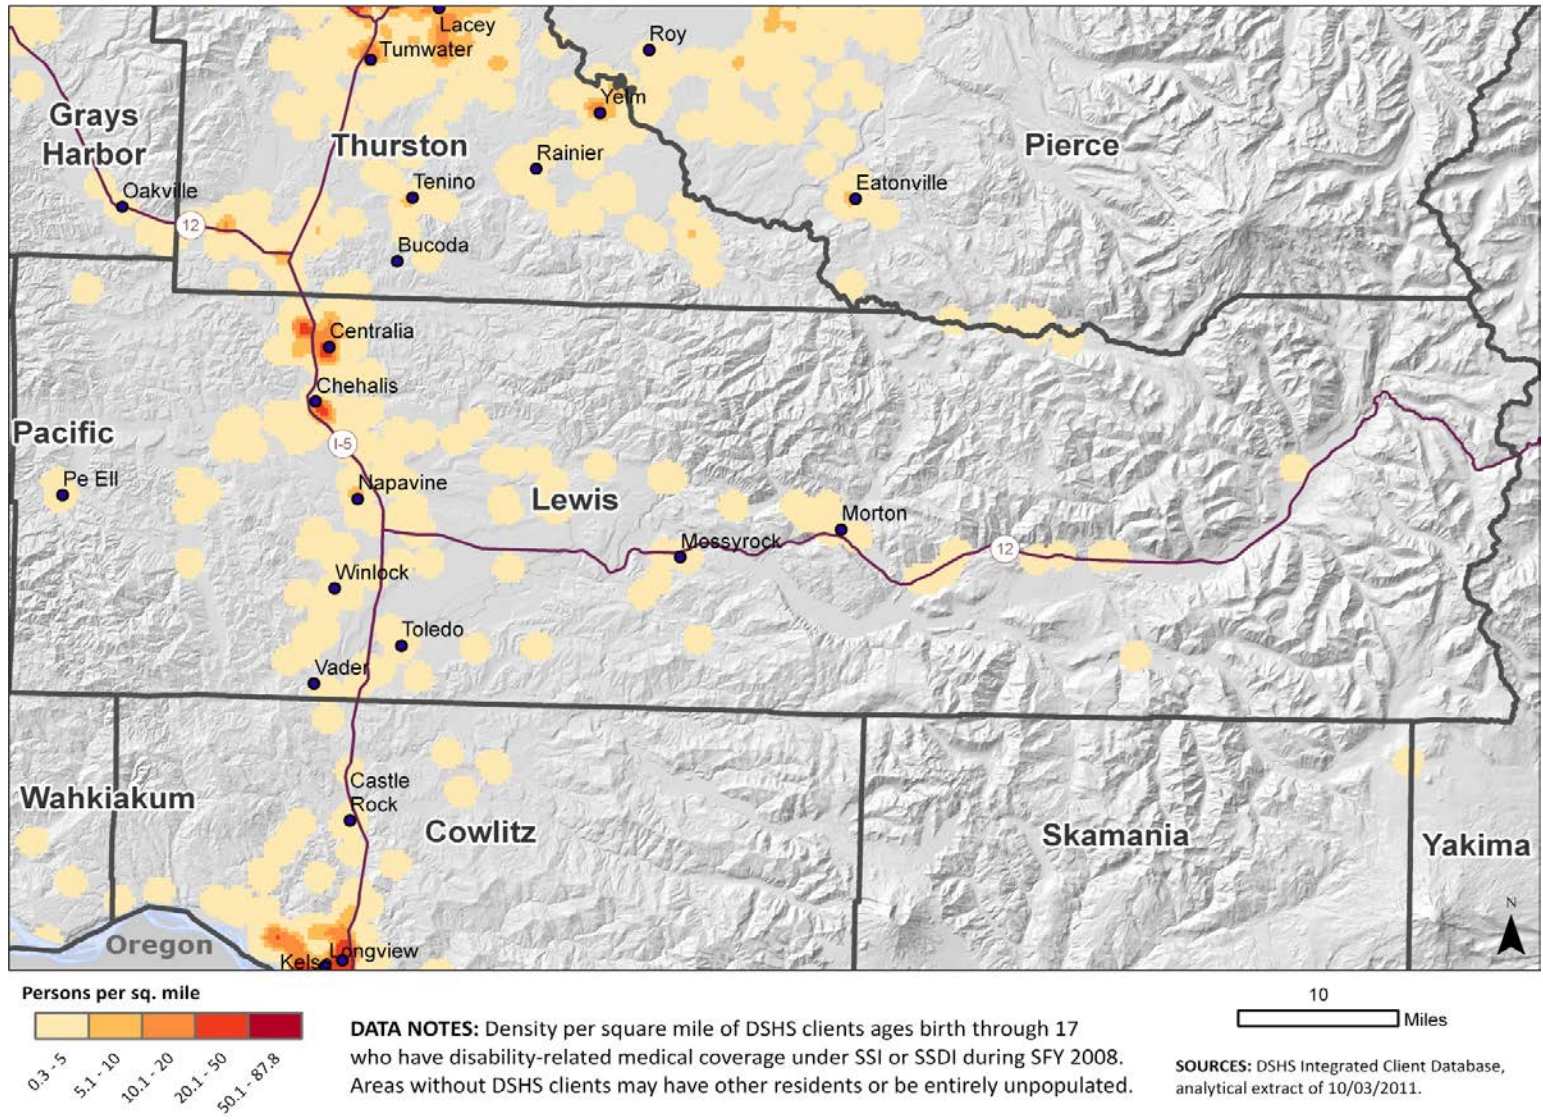 Lacey
Tumwater
Roy
Yelm
Grays
Harbor
Thurston
Pierce
Rainier
Tenino
Oakville
Eatonville
12
Bucoda
Centralia
Chehalis
Pacific
I-5
Pe Ell
Napavine
Lewis
Morton
Mossyrock
12
Winlock
Toledo
Vader
Castle
Rock
Wahkiakum
Cowlitz
Skamania
Yakima
N
Oregon
Longview
Kelso
Persons per sq. mile
0.3 - 5
5.1 - 10
10.1 - 20
20.1 - 50
50.1 - 87.8
DATA NOTES: Density per square mile of DSHS clients ages birth through 17
who have disability-related medical coverage under SSI or SSDI during SFY 2008.
Areas without DSHS clients may have other residents or be entirely unpopulated.
10
Miles
SOURCES: DSHS Integrated Client Database,
analytical extract of 10/03/2011.